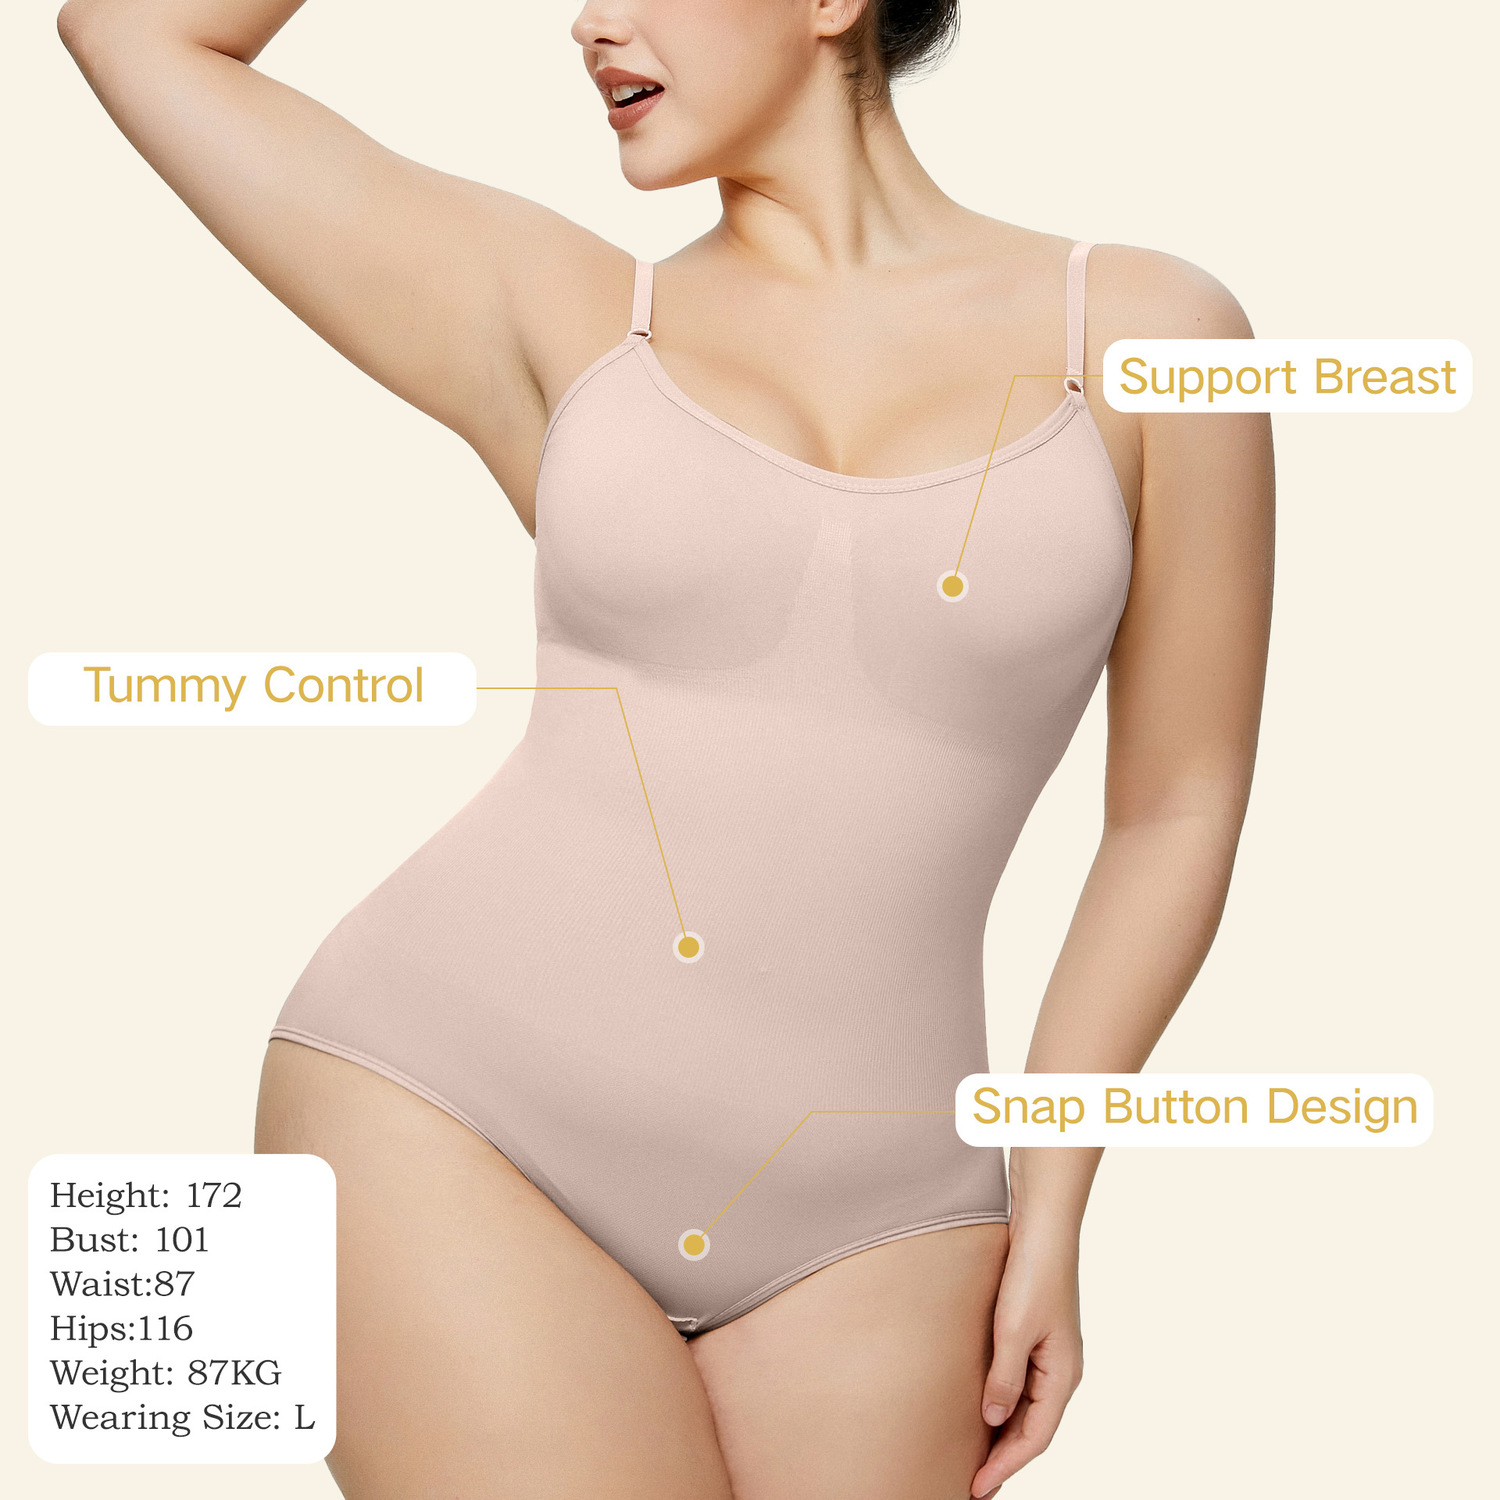 Support Breast
Tummy Control
Snap Button Design
Height: 172
Bust: 101
Waist:87
Hips:116
Weight: 87KG
Wearing Size: L